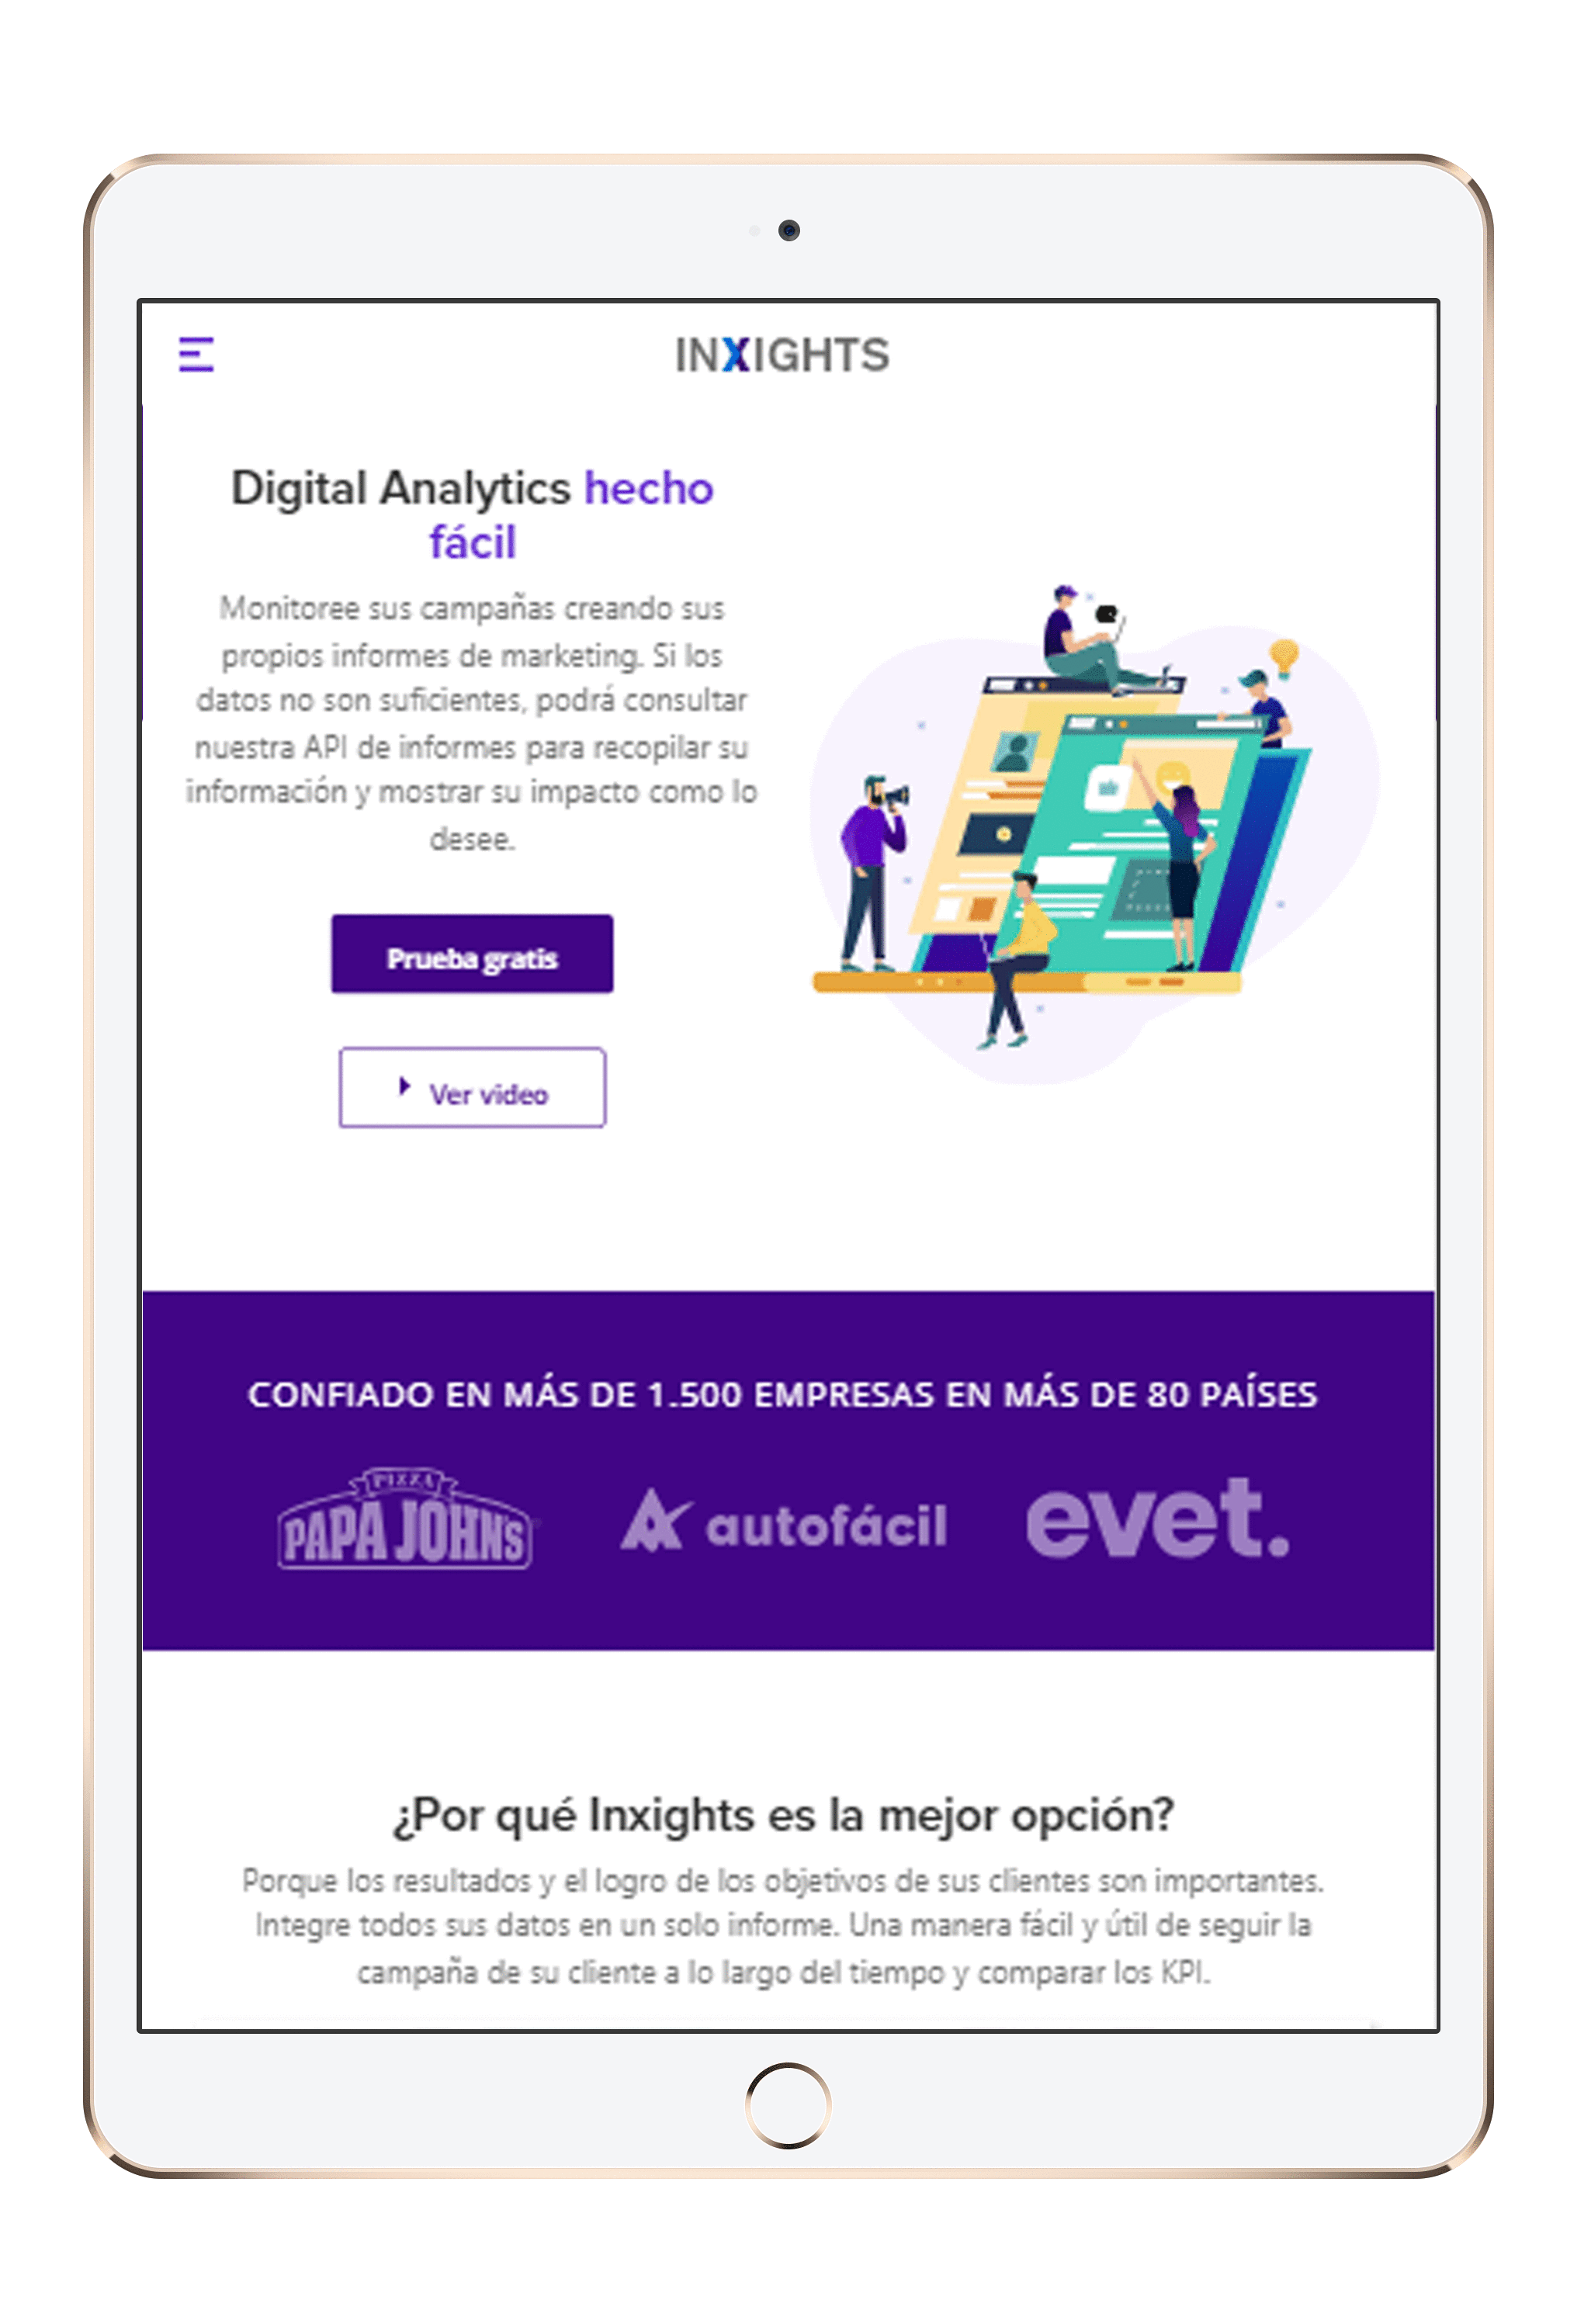 INXIGHTS
Digital Analytics hecho
fácil
Monitoree sus campañas creando sus
propios informes de marketing. Si los
datos no son suficientes, podrá consultar
nuestra API de informes para recopilar su
información y mostrar su impacto como lo
desee.
Prueba gratis
Ver video
CONFIADO EN MÁS DE 1.500 EMPRESAS EN MÁS DE 80 PAÍSES
PIZZA
PAPA JOHN'S
autofácil
evet.
¿Por qué Inxights es la mejor opción?
Porque los resultados y el logro de los objetivos de sus clientes son importantes.
Integre todos sus datos en un solo informe. Una manera fácil y útil de seguir la
campaña de su cliente a lo largo del tiempo y comparar los KPI.